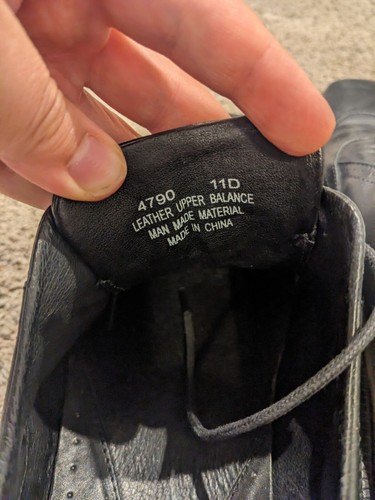 4790 11D
LEATHER UPPER BALANCE
MAN MADE MATERIAL
MADE IN CHINA